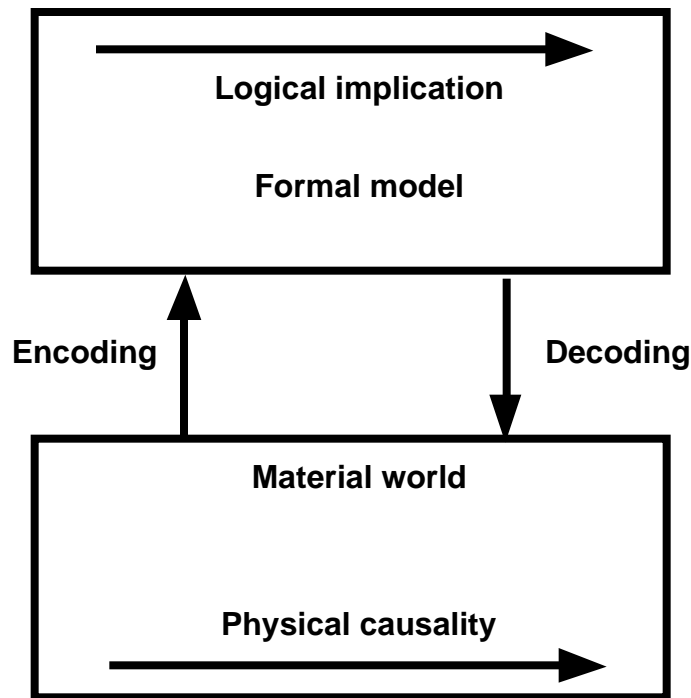 Logical implication
Formal model
Encoding
Decoding
Material world
Physical causality